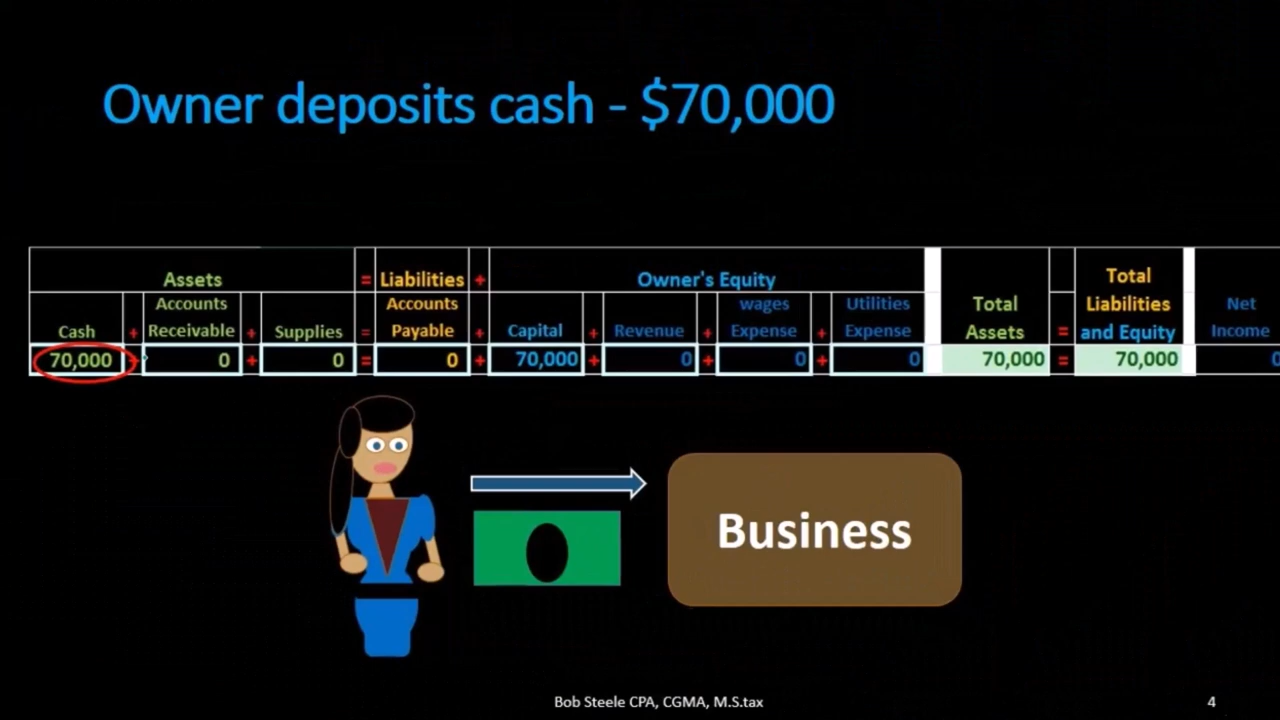 Owner deposits cash - $70,000
Assets = Liabilities + Owner's Equity
Total Assets = Total Liabilities and Equity
Net Income
Cash + Accounts Receivable + Supplies = Accounts Payable + Capital + Revenue + wages Expense + Utilities Expense
70,000 + 0 + 0 = 0 + 70,000 + 0 + 0 + 0 70,000 = 70,000 0
Business
Bob Steele CPA, CGMA, M.S.tax
4